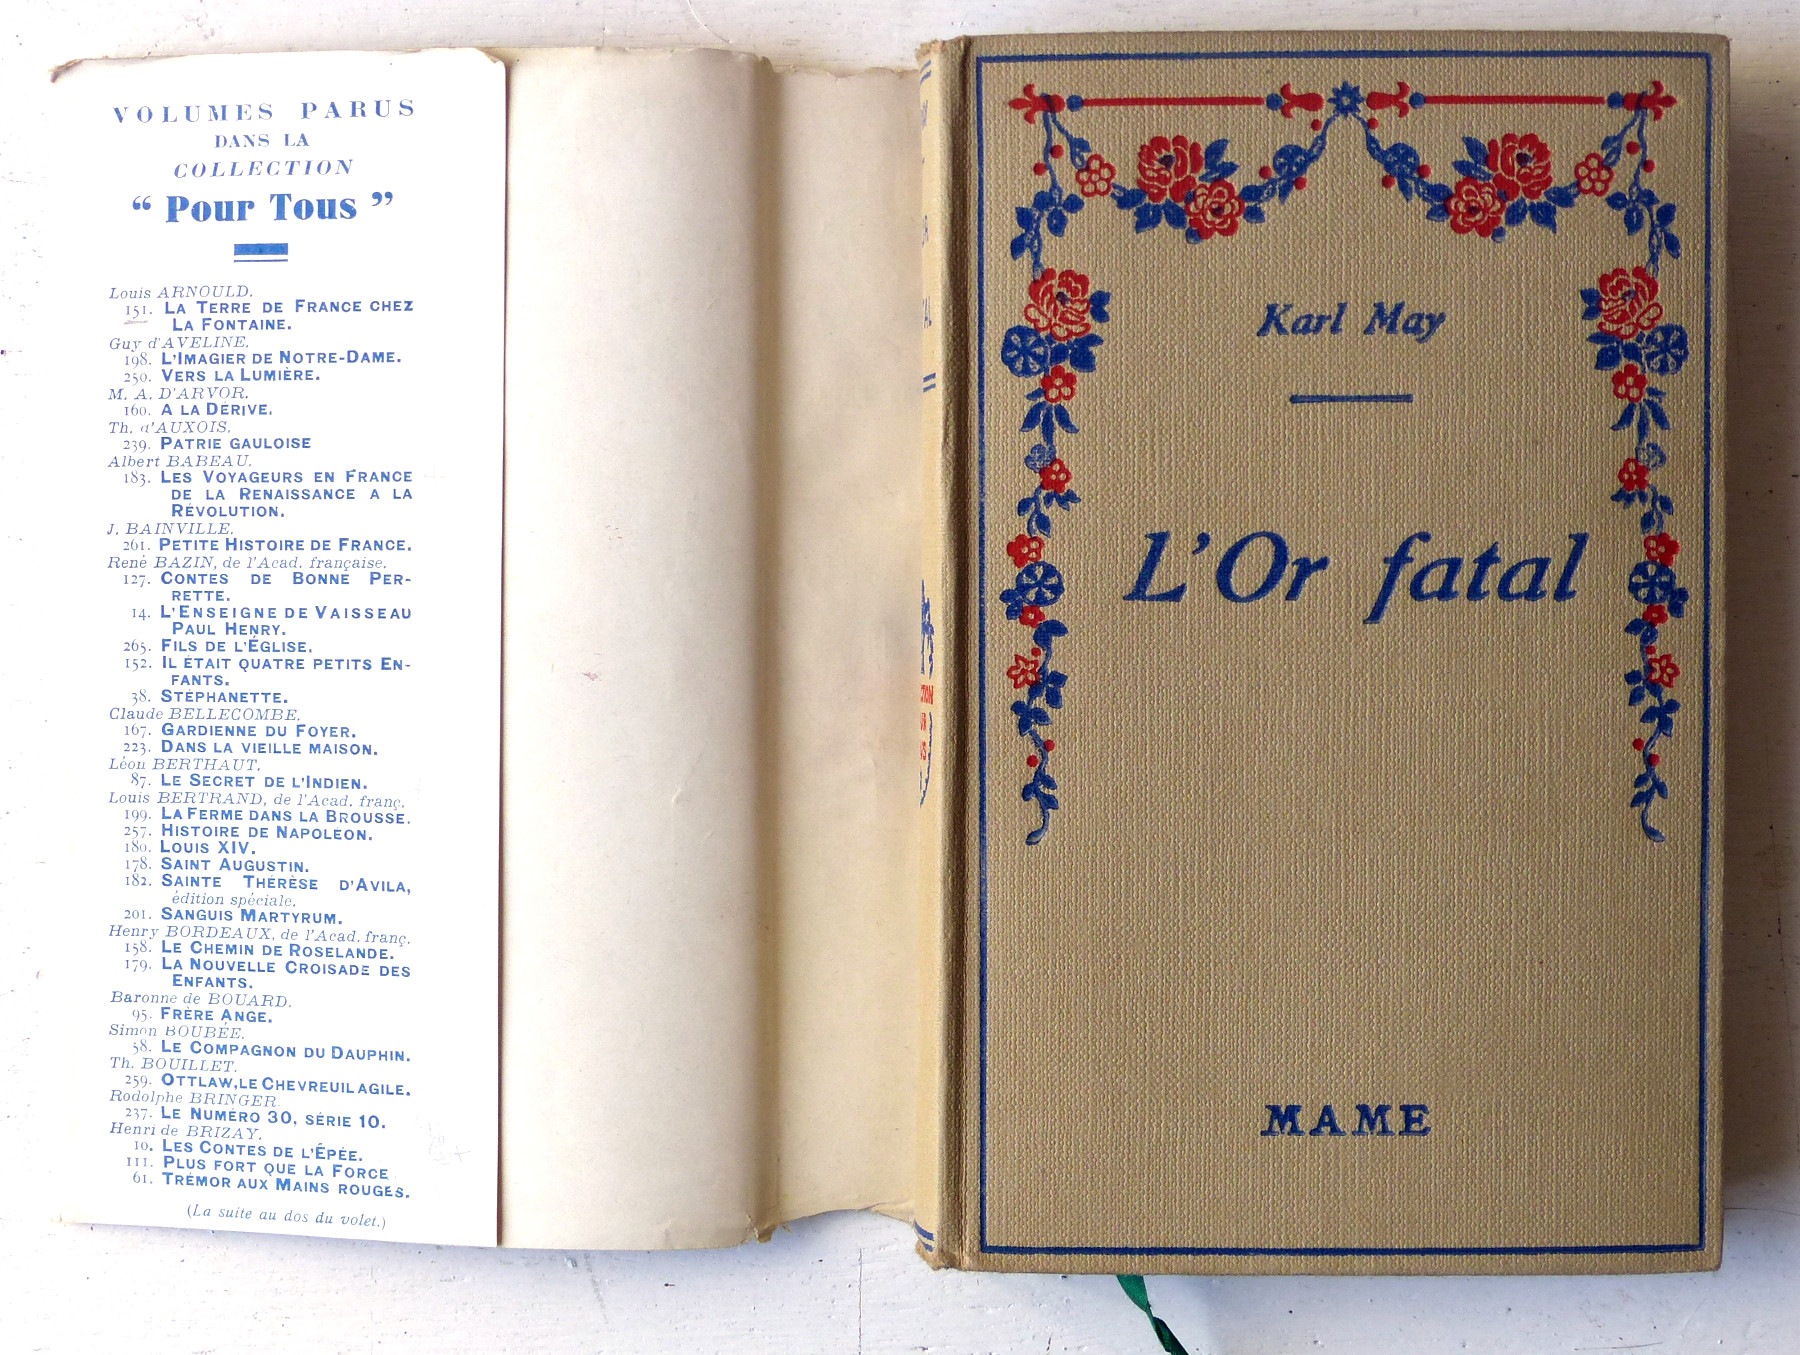 VOLUMES PARUS
DANS LA
COLLECTION
“ Pour Tous ”
Louis ARNOULD.
151. LA TERRE DE FRANCE CHEZ
LA FONTAINE.
Guy d'AVELINE.
198. L'IMAGIER DE NOTRE-DAME.
250. VERS LA LUMIÈRE.
M. A. D'ARVOR.
160. A LA DÉRIVE.
Th. d'AUXOIS.
239. PATRIE GAULOISE
Albert BABEAU.
183. LES VOYAGEURS EN FRANCE
DE LA RENAISSANCE A LA
RÉVOLUTION.
J. BAINVILLE.
261. PETITE HISTOIRE DE FRANCE.
René BAZIN, de l'Acad. française.
127. CONTES DE BONNE PER-
RETTE.
14. L'ENSEIGNE DE VAISSEAU
PAUL HENRY.
265. FILS DE L'ÉGLISE.
152. IL ÉTAIT QUATRE PETITS EN-
FANTS.
38. STÉPHANETTE.
Claude BELLECOMBE.
167. GARDIENNE DU FOYER.
223. DANS LA VIEILLE MAISON.
Léon BERTHAUT.
87. LE SECRET DE L'INDIEN.
Louis BERTRAND, de l'Acad. franç.
199. LA FERME DANS LA BROUSSE.
257. HISTOIRE DE NAPOLÉON.
180. LOUIS XIV.
178. SAINT AUGUSTIN.
182. SAINTE THÉRÈSE D'AVILA,
édition spéciale.
201. SANGUIS MARTYRUM.
Henry BORDEAUX, de l'Acad. franç.
158. LE CHEMIN DE ROSELANDE.
179. LA NOUVELLE CROISADE DES
ENFANTS.
Baronne de BOUARD.
95. FRÈRE ANGE.
Simon BOUBÉE.
58. LE COMPAGNON DU DAUPHIN.
Th. BOUILLET.
259. OTTLAW, LE CHEVREUIL AGILE.
Rodolphe BRINGER
237. LE NUMÉRO 30, SÉRIE 10.
Henri de BRIZAY.
10. LES CONTES DE L'ÉPÉE.
111. PLUS FORT QUE LA FORCE.
61. TRÉMOR AUX MAINS ROUGES.
(La suite au dos du volet.)
Karl May
L'Or fatal
MAME